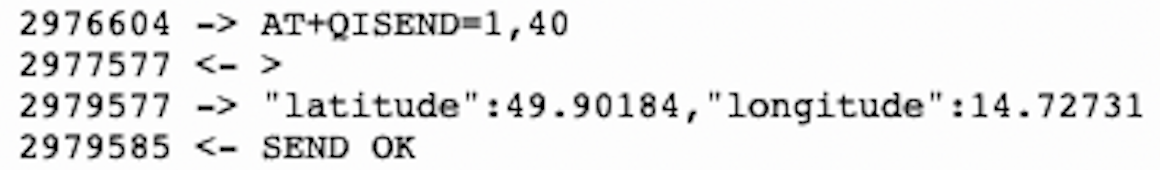 2976604 -> AT+QISEND=1,40
2977577 <- >
2979577 -> "latitude":49.90184,"longitude":14.72731
2979585 <- SEND OK